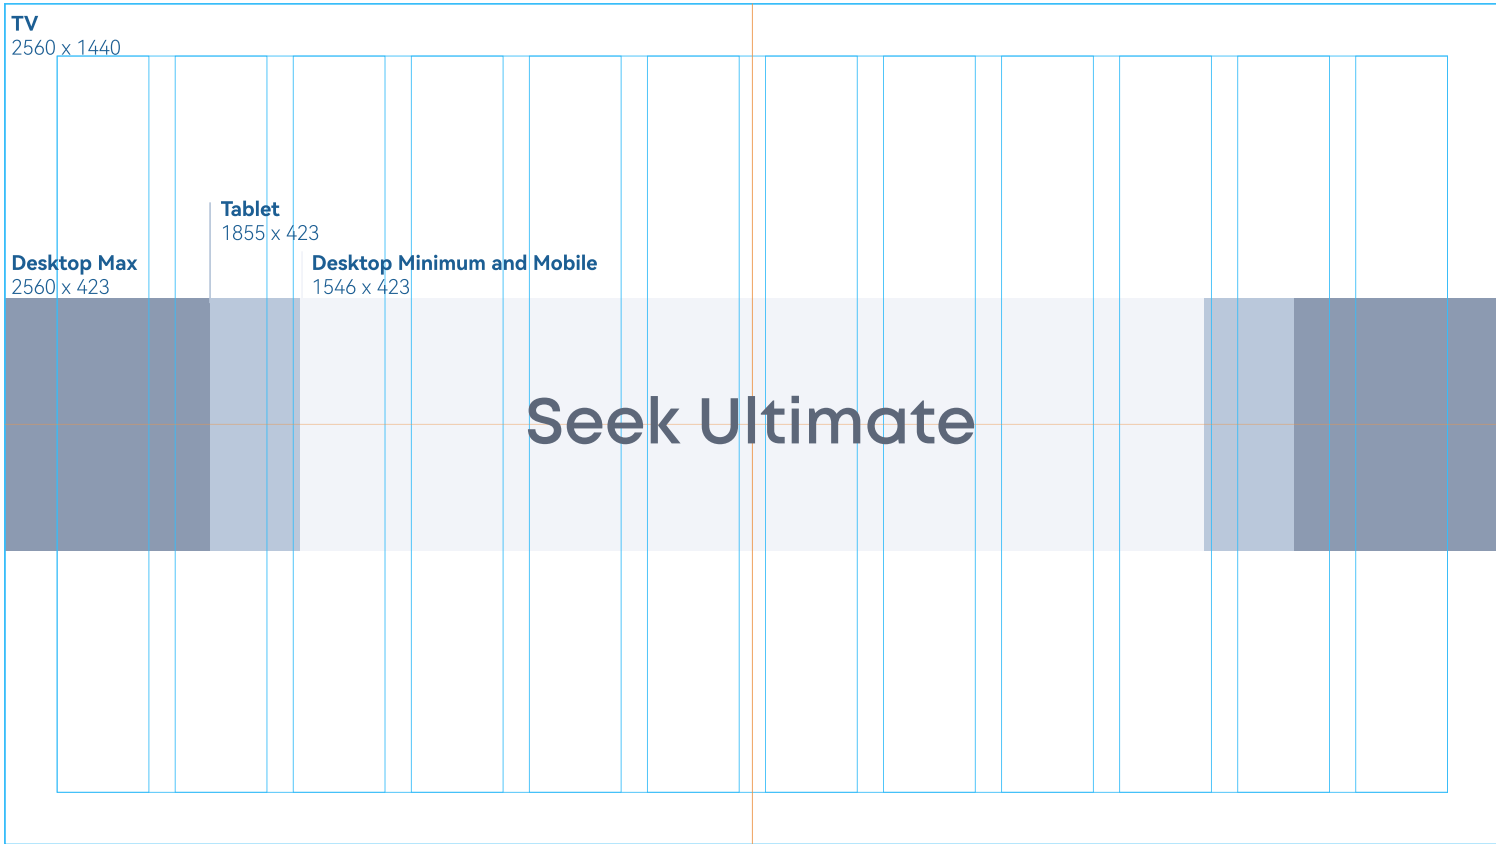 TV
2560 x 1440
Tablet
1855 x 423
Desktop Max
2560 x 423
Desktop Minimum and Mobile
1546 x 423
Seek Ultimate